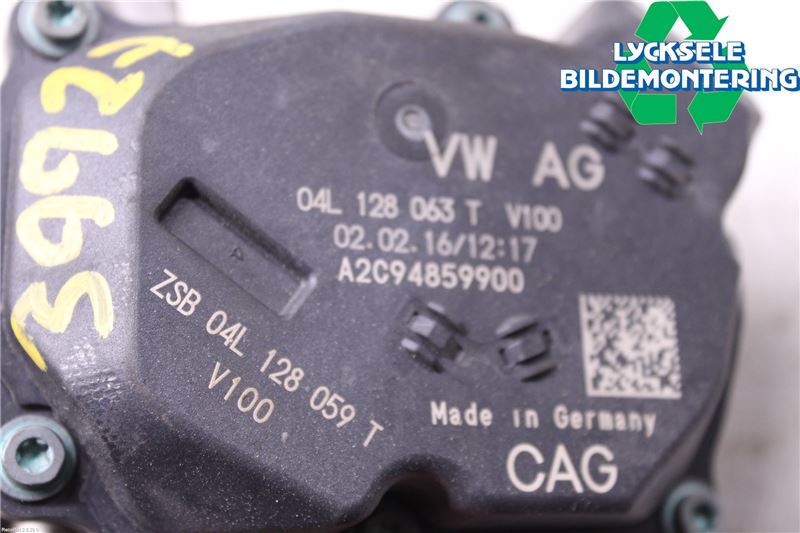 LYCKSELE
BILDEMONTERING
VW AG
04L 128 063 T V100
02.02.16/12:17
A2C94859900
ZSB 04L 128 059 T
V100
Made in Germany
CAG